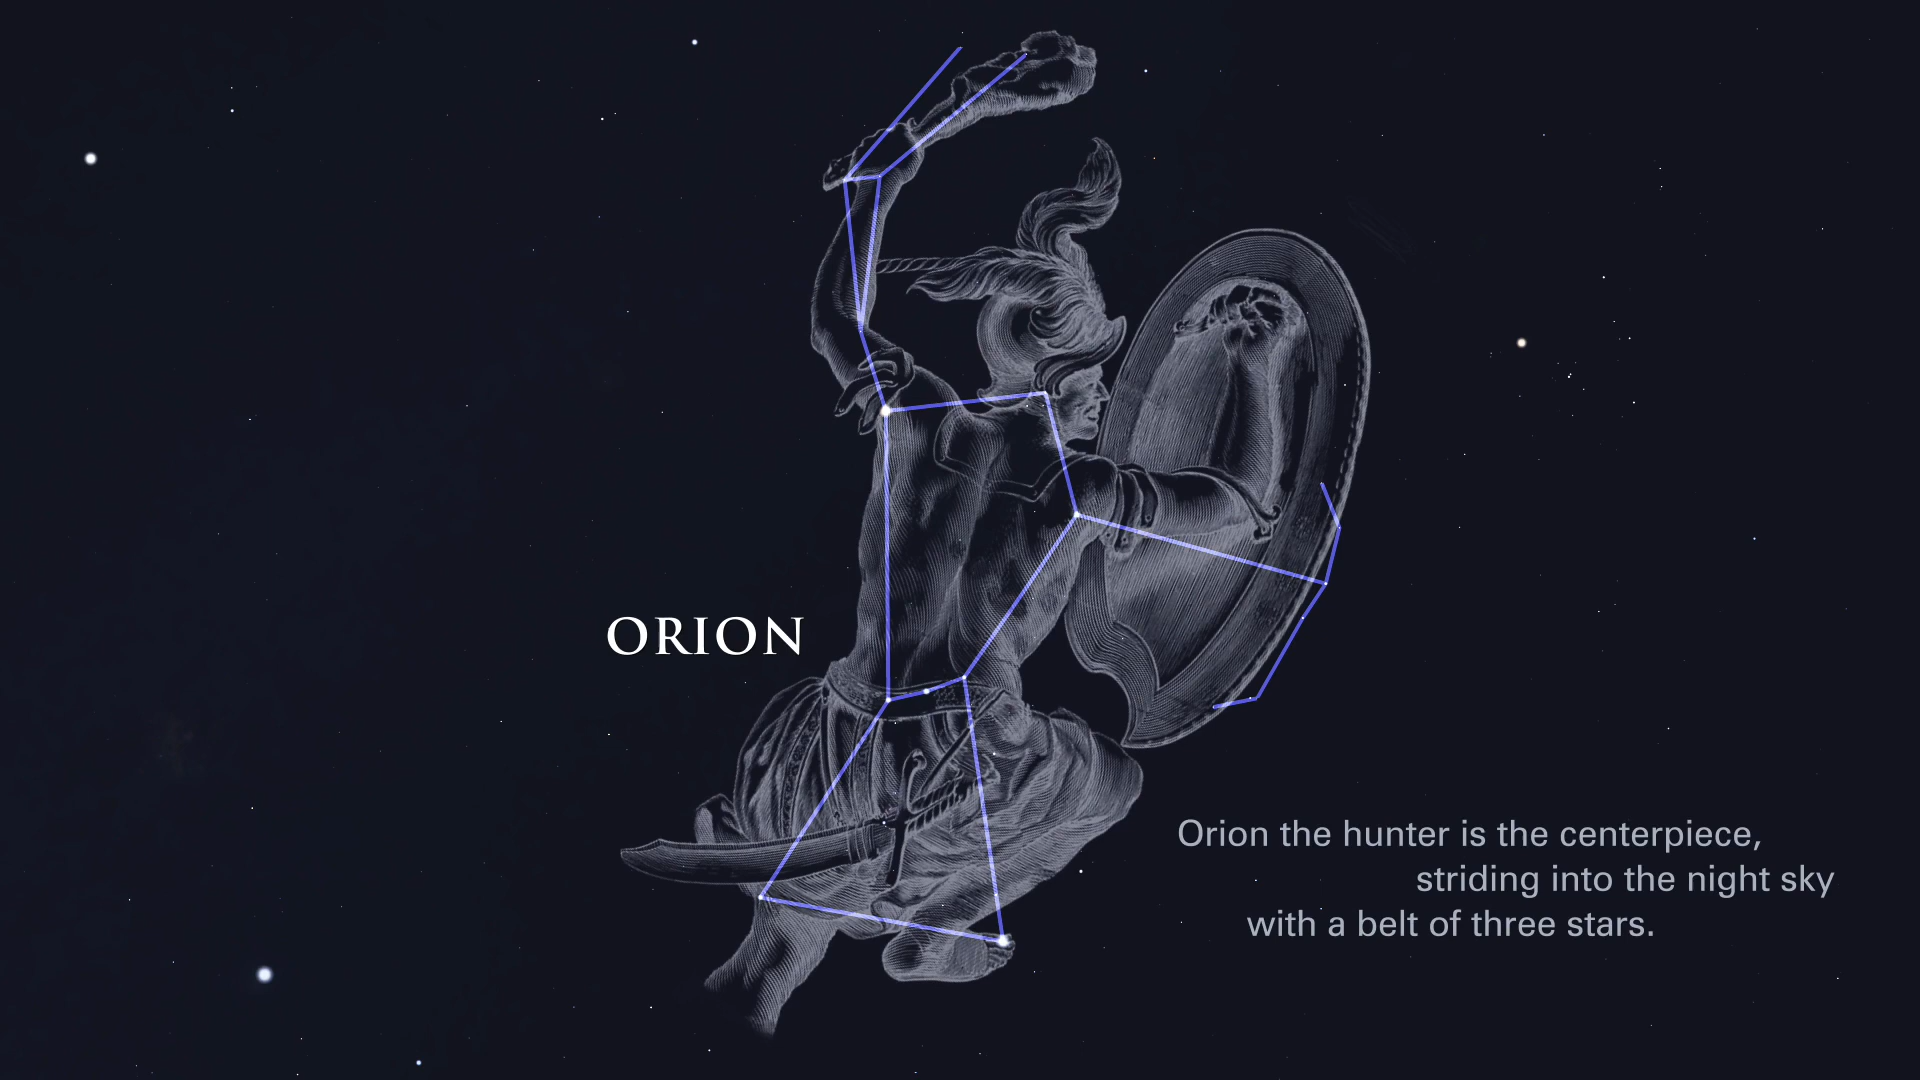 ORION
Orion the hunter is the centerpiece,
striding into the night sky
with a belt of three stars.